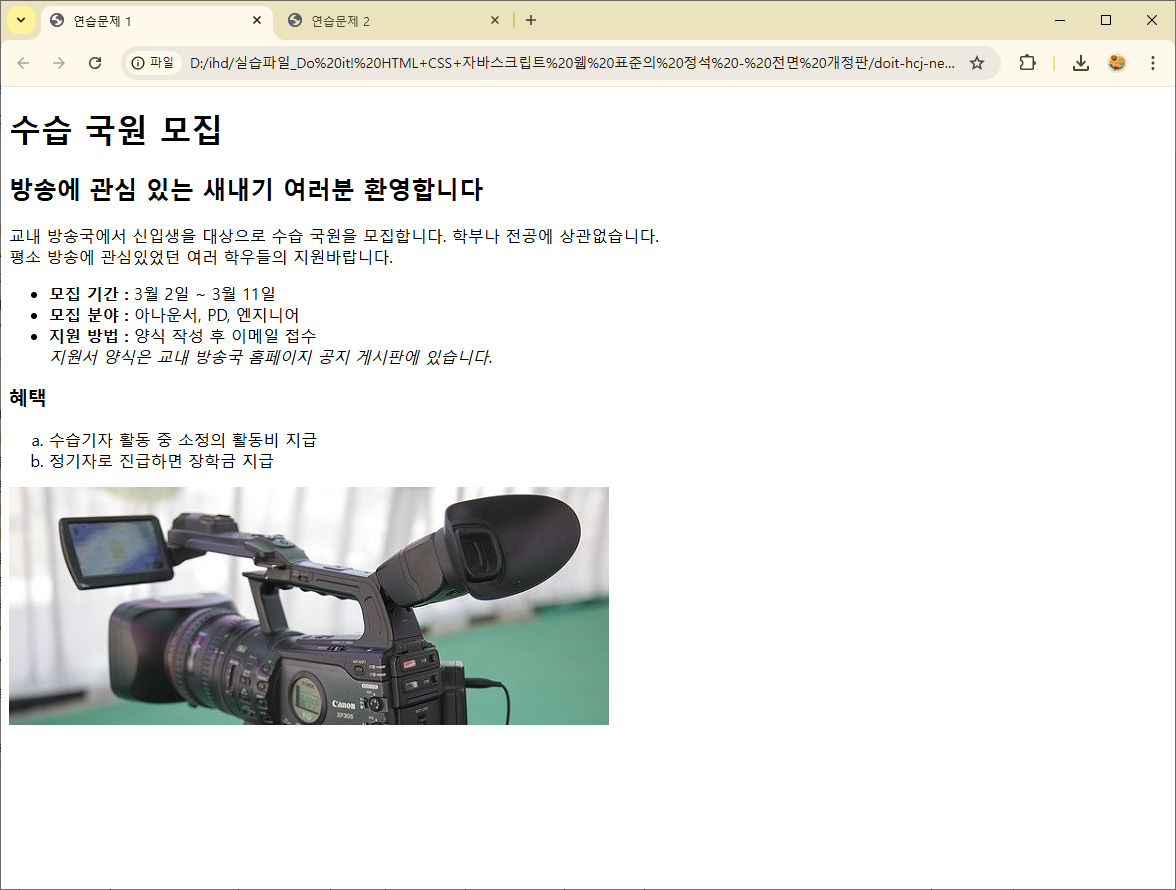 연습문제 1
연습문제 2
파일
D:/ihd/실습파일_Do%20it!%20HTML+CSS+자바스크립트%20웹%20표준의%20정석%20-%20전면%20개정판/doit-hcj-ne...
수습 국원 모집
방송에 관심 있는 새내기 여러분 환영합니다
교내 방송국에서 신입생을 대상으로 수습 국원을 모집합니다. 학부나 전공에 상관없습니다.
평소 방송에 관심있었던 여러 학우들의 지원바랍니다.
• 모집 기간 : 3월 2일 ~ 3월 11일
• 모집 분야 : 아나운서, PD, 엔지니어
• 지원 방법 : 양식 작성 후 이메일 접수
지원서 양식은 교내 방송국 홈페이지 공지 게시판에 있습니다.
혜택
a. 수습기자 활동 중 소정의 활동비 지급
b. 정기자로 진급하면 장학금 지급
Canon
XF305